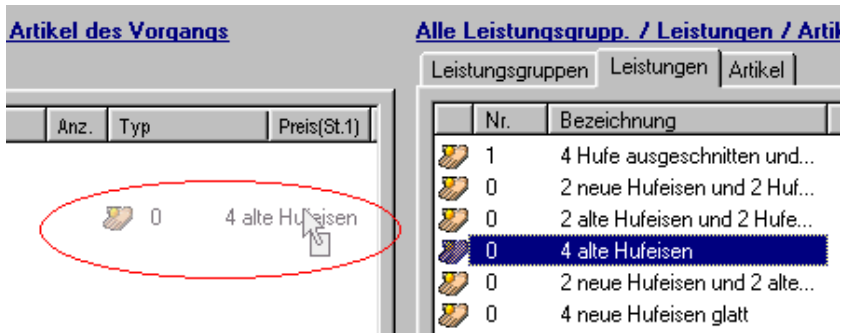 Artikel des Vorgangs
Alle Leistungsgrupp. / Leistungen / Arti
Leistungsgruppen Leistungen Artikel
Anz. Typ Preis(St.1)
Nr. Bezeichnung
1 4 Hufe ausgeschnitten und...
0 2 neue Hufeisen und 2 Huf...
0 4 alte Hufeisen
0 2 alte Hufeisen und 2 Hufe...
0 4 alte Hufeisen
0 2 neue Hufeisen und 2 alte...
0 4 neue Hufeisen glatt